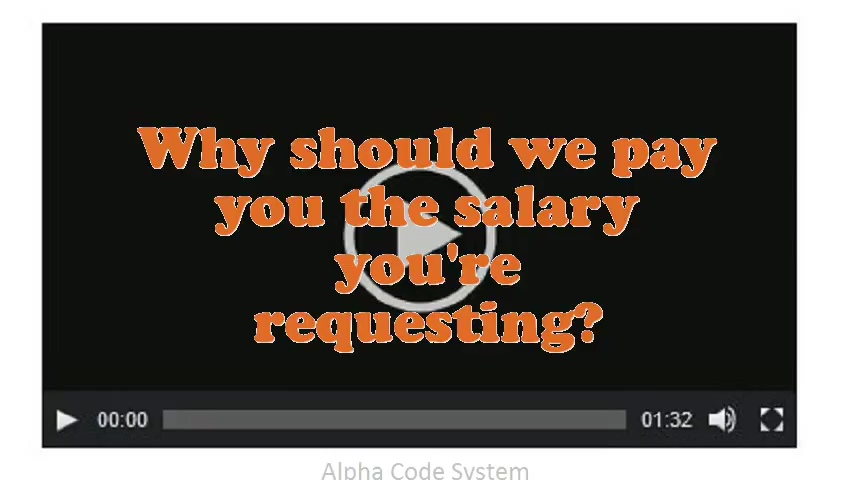 Why should we pay
you the salary
you're
requesting?
00:00 01:32
Alpha Code System